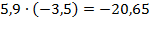 5,9 · (−3,5) = −20,65